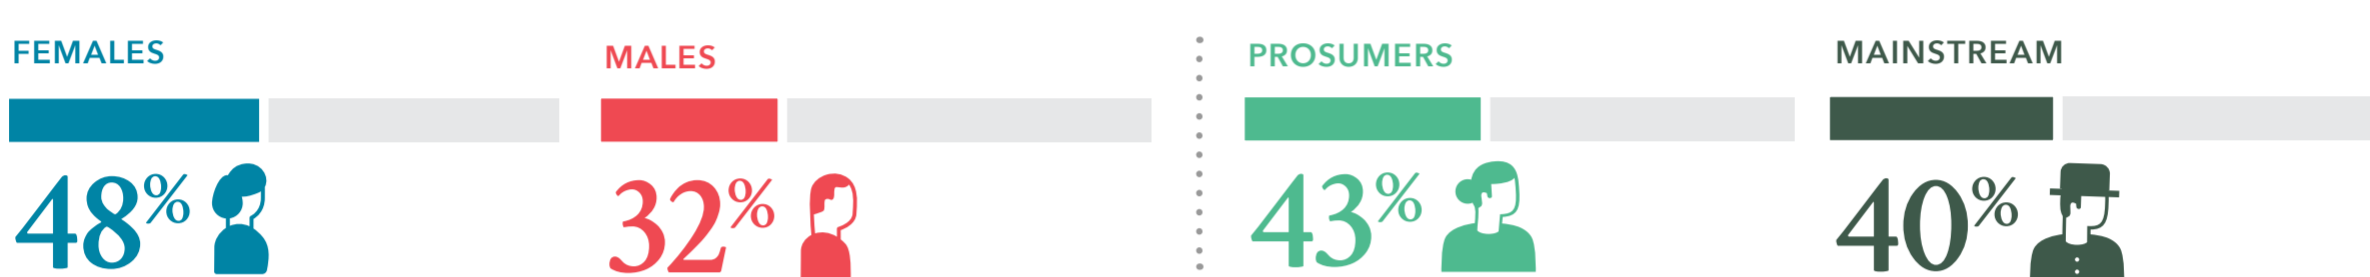 FEMALES
48%
MALES
32%
PROSUMERS
43%
MAINSTREAM
40%